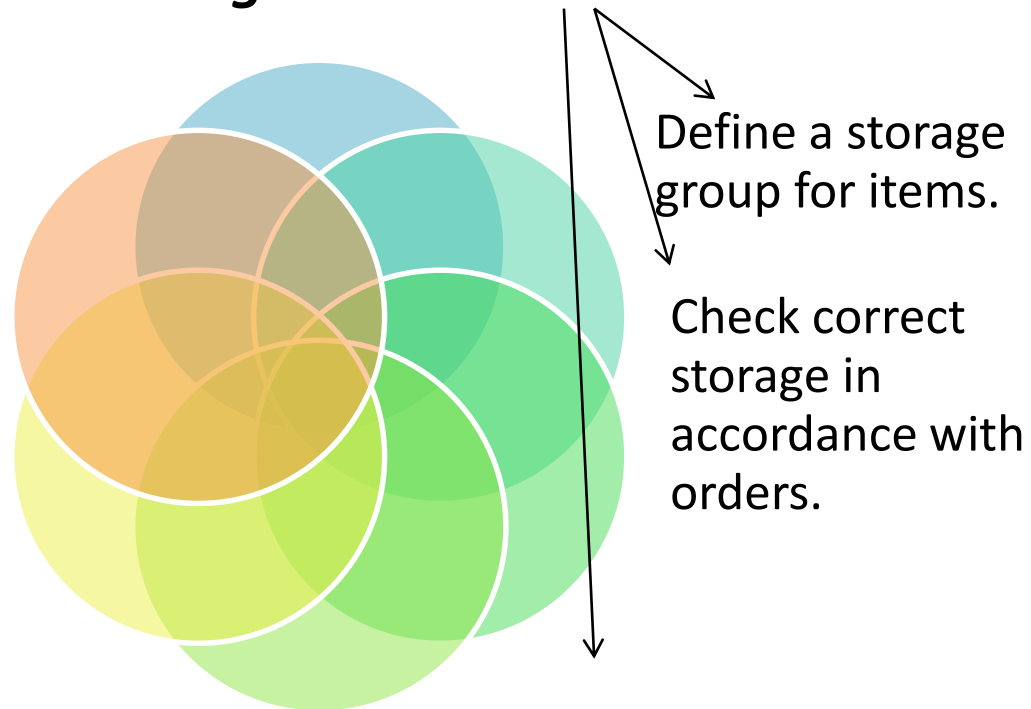 Define a storage
group for items.
Check correct
storage in
accordance with
orders.